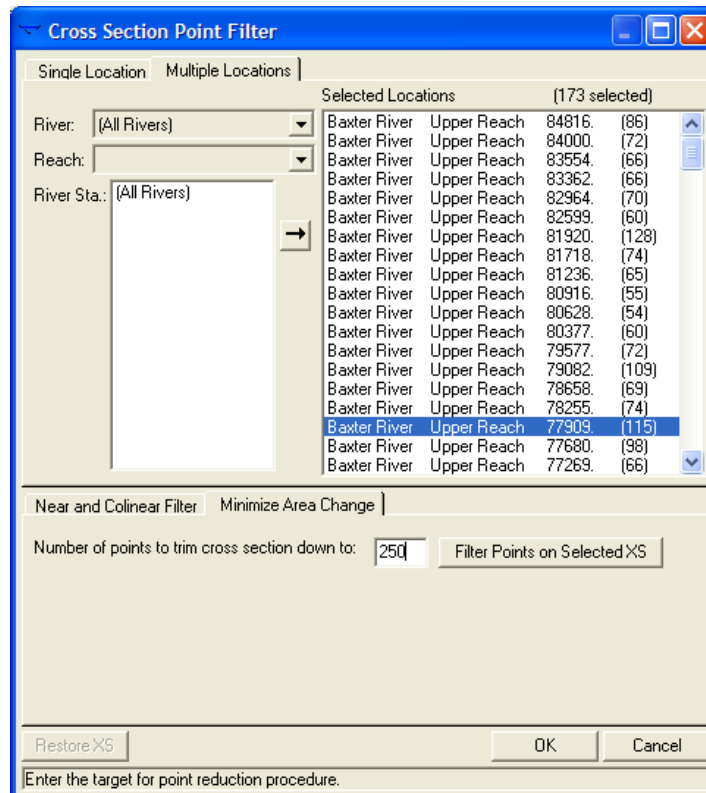 Cross Section Point Filter
Single Location Multiple Locations
Selected Locations (173 selected)
River: (All Rivers)
Reach:
River Sta.: (All Rivers)
Baxter River Upper Reach 84816. (86)
Baxter River Upper Reach 84000. (72)
Baxter River Upper Reach 83554. (66)
Baxter River Upper Reach 83362. (66)
Baxter River Upper Reach 82964. (70)
Baxter River Upper Reach 82599. (60)
Baxter River Upper Reach 81920. (128)
Baxter River Upper Reach 81718. (74)
Baxter River Upper Reach 81236. (65)
Baxter River Upper Reach 80916. (55)
Baxter River Upper Reach 80628. (54)
Baxter River Upper Reach 80377. (60)
Baxter River Upper Reach 79577. (72)
Baxter River Upper Reach 79082. (109)
Baxter River Upper Reach 78658. (69)
Baxter River Upper Reach 78255. (74)
Baxter River Upper Reach 77909. (115)
Baxter River Upper Reach 77680. (98)
Baxter River Upper Reach 77269. (66)
Near and Colinear Filter Minimize Area Change
Number of points to trim cross section down to: 250 Filter Points on Selected XS
Restore XS OK Cancel
Enter the target for point reduction procedure.